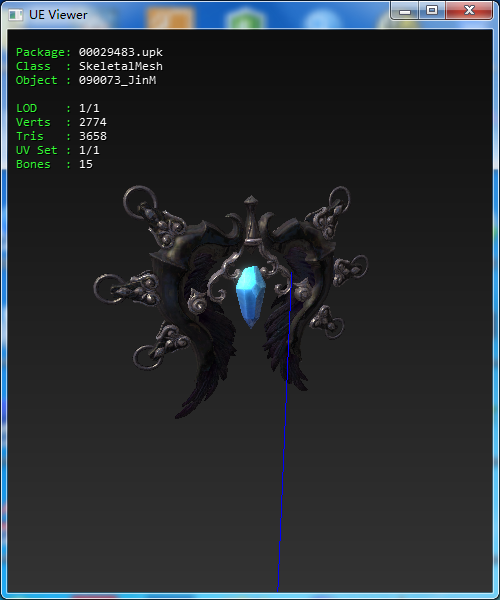 UE Viewer
Package: 00029483.upk
Class : SkeletalMesh
Object : 090073_JinM
LOD : 1/1
Verts : 2774
Tris : 3658
UV Set : 1/1
Bones : 15